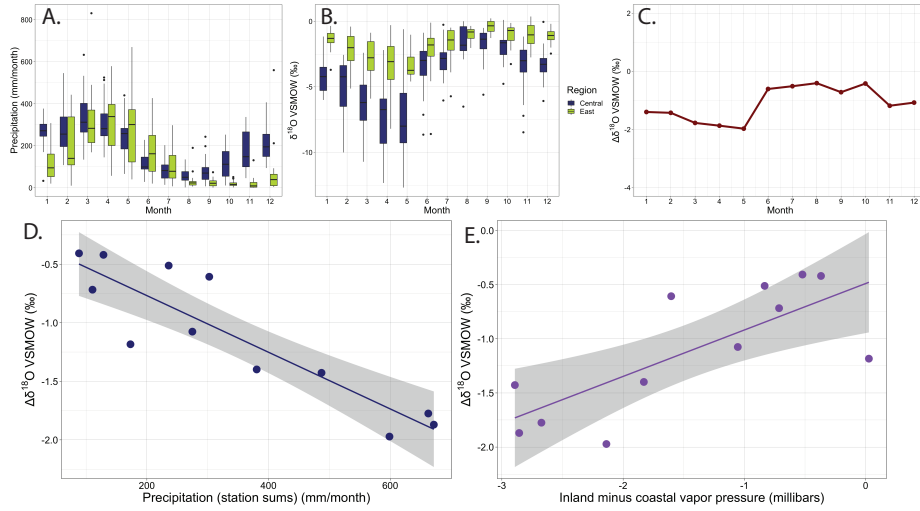 A.
Precipitation (mm/month)
800
600
400
200
0
1 2 3 4 5 6 7 8 9 10 11 12
Month
B.
δ18O VSMOW (‰)
0
-5
-10
1 2 3 4 5 6 7 8 9 10 11 12
Month
Region
Central
East
C.
Δδ18O VSMOW (‰)
2
0
-2
-4
1 2 3 4 5 6 7 8 9 10 11 12
Month
D.
Δδ18O VSMOW (‰)
-0.5
-1.0
-1.5
-2.0
200 400 600
Precipitation (station sums) (mm/month)
E.
Δδ18O VSMOW (‰)
0.0
-0.5
-1.0
-1.5
-2.0
-3 -2 -1 0
Inland minus coastal vapor pressure (millibars)